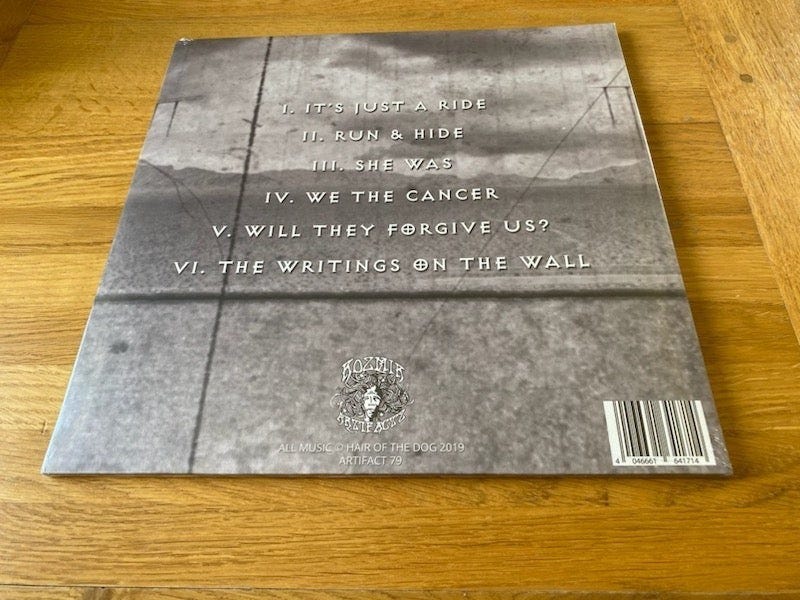 I. IT'S JUST A RIDE
II. RUN & HIDE
III. SHE WAS
IV. WE THE CANCER
V. WILL THEY FORGIVE US?
VI. THE WRITINGS ON THE WALL
KOZMIK
ARTIFACTZ
ALL MUSIC © HAIR OF THE DOG 2019
ARTIFACT 79
4 046661 641714